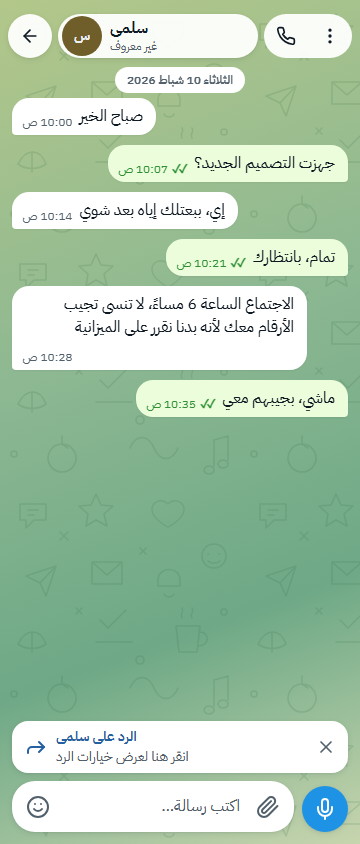 سلمى
س
غير معروف
الثلاثاء 10 شباط 2026
صباح الخير
10:00 ص
جهزت التصميم الجديد؟
10:07 ص
إي، ببعتلك إياه بعد شوي
10:14 ص
تمام، بانتظارك
10:21 ص
الاجتماع الساعة 6 مساءً، لا تنسى تجيب
الأرقام معك لأنه بدنا نقرر على الميزانية
10:28 ص
ماشي، بجيبهم معي
10:35 ص
الرد على سلمى
انقر هنا لعرض خيارات الرد
اكتب رسالة...